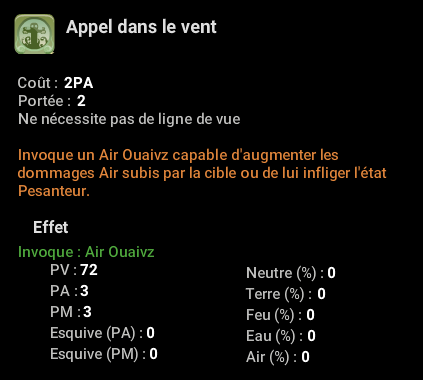 Appel dans le vent
Coût : 2PA
Portée : 2
Ne nécessite pas de ligne de vue
Invoque un Air Ouaivz capable d'augmenter les
dommages Air subis par la cible ou de lui infliger l'état
Pesanteur.
Effet
Invoque : Air Ouaivz
PV : 72
PA : 3
PM : 3
Esquive (PA) : 0
Esquive (PM) : 0
Neutre (%) : 0
Terre (%) : 0
Feu (%) : 0
Eau (%) : 0
Air (%) : 0